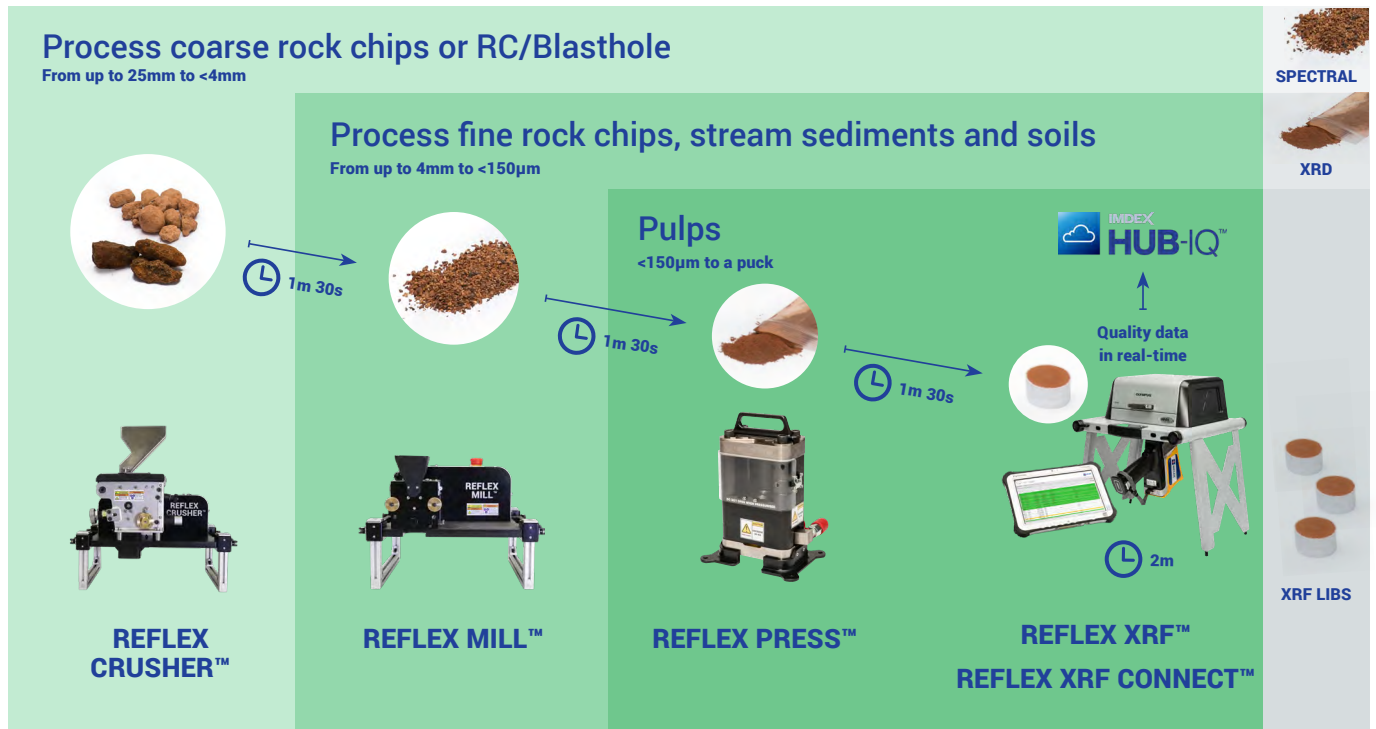 Process coarse rock chips or RC/Blasthole
From up to 25mm to <4mm
SPECTRAL
Process fine rock chips, stream sediments and soils
From up to 4mm to <150µm
XRD
Pulps
<150µm to a puck
IMDEX
HUB-IQ™
1m 30s
1m 30s
1m 30s
Quality data
in real-time
OLYMPUS
REFLEX
CRUSHER™
REFLEX
MILL™
2m
XRF LIBS
REFLEX
CRUSHER™
REFLEX MILL™
REFLEX PRESS™
REFLEX XRF™
REFLEX XRF CONNECT™